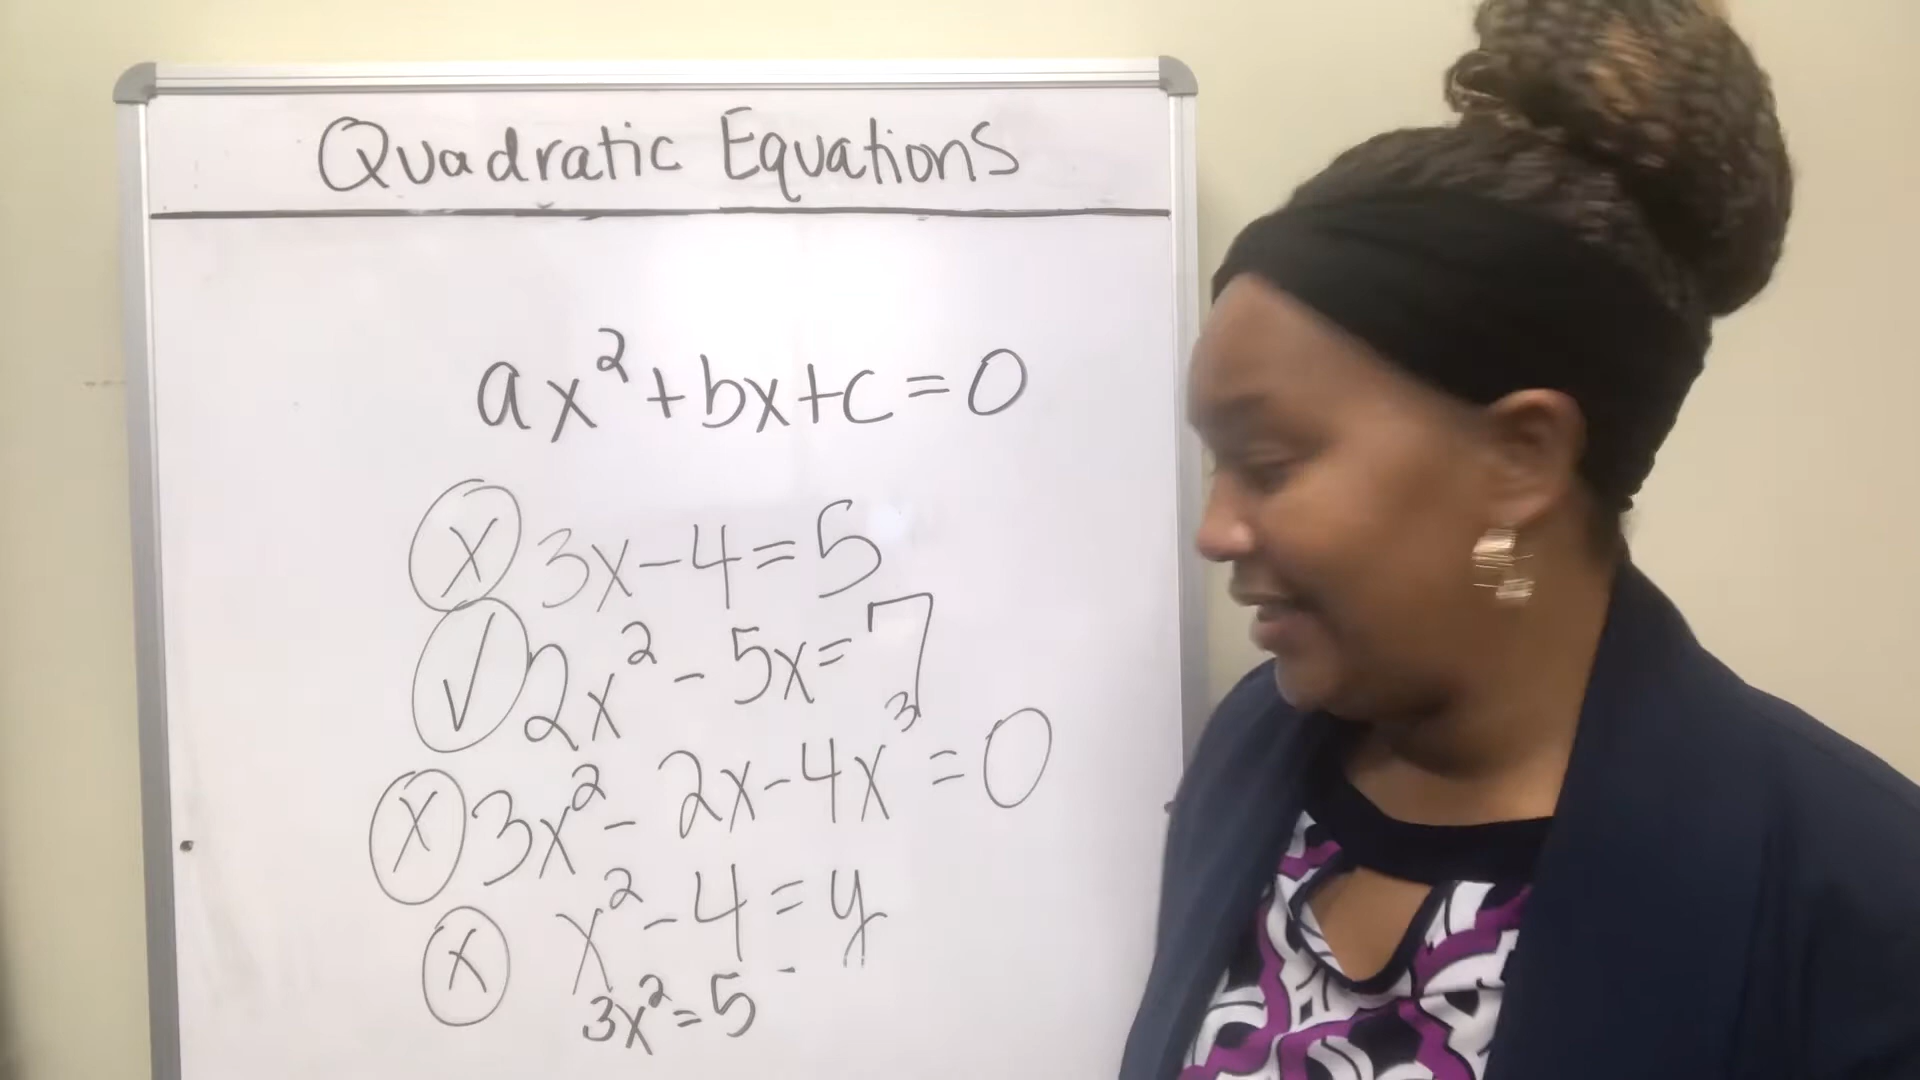 Quadratic Equations
ax²+bx+c=0
x 3x-4=5
✓ 2x²-5x=7
x 3x²-2x-4x³=0
x x²-4=y
3x²=5